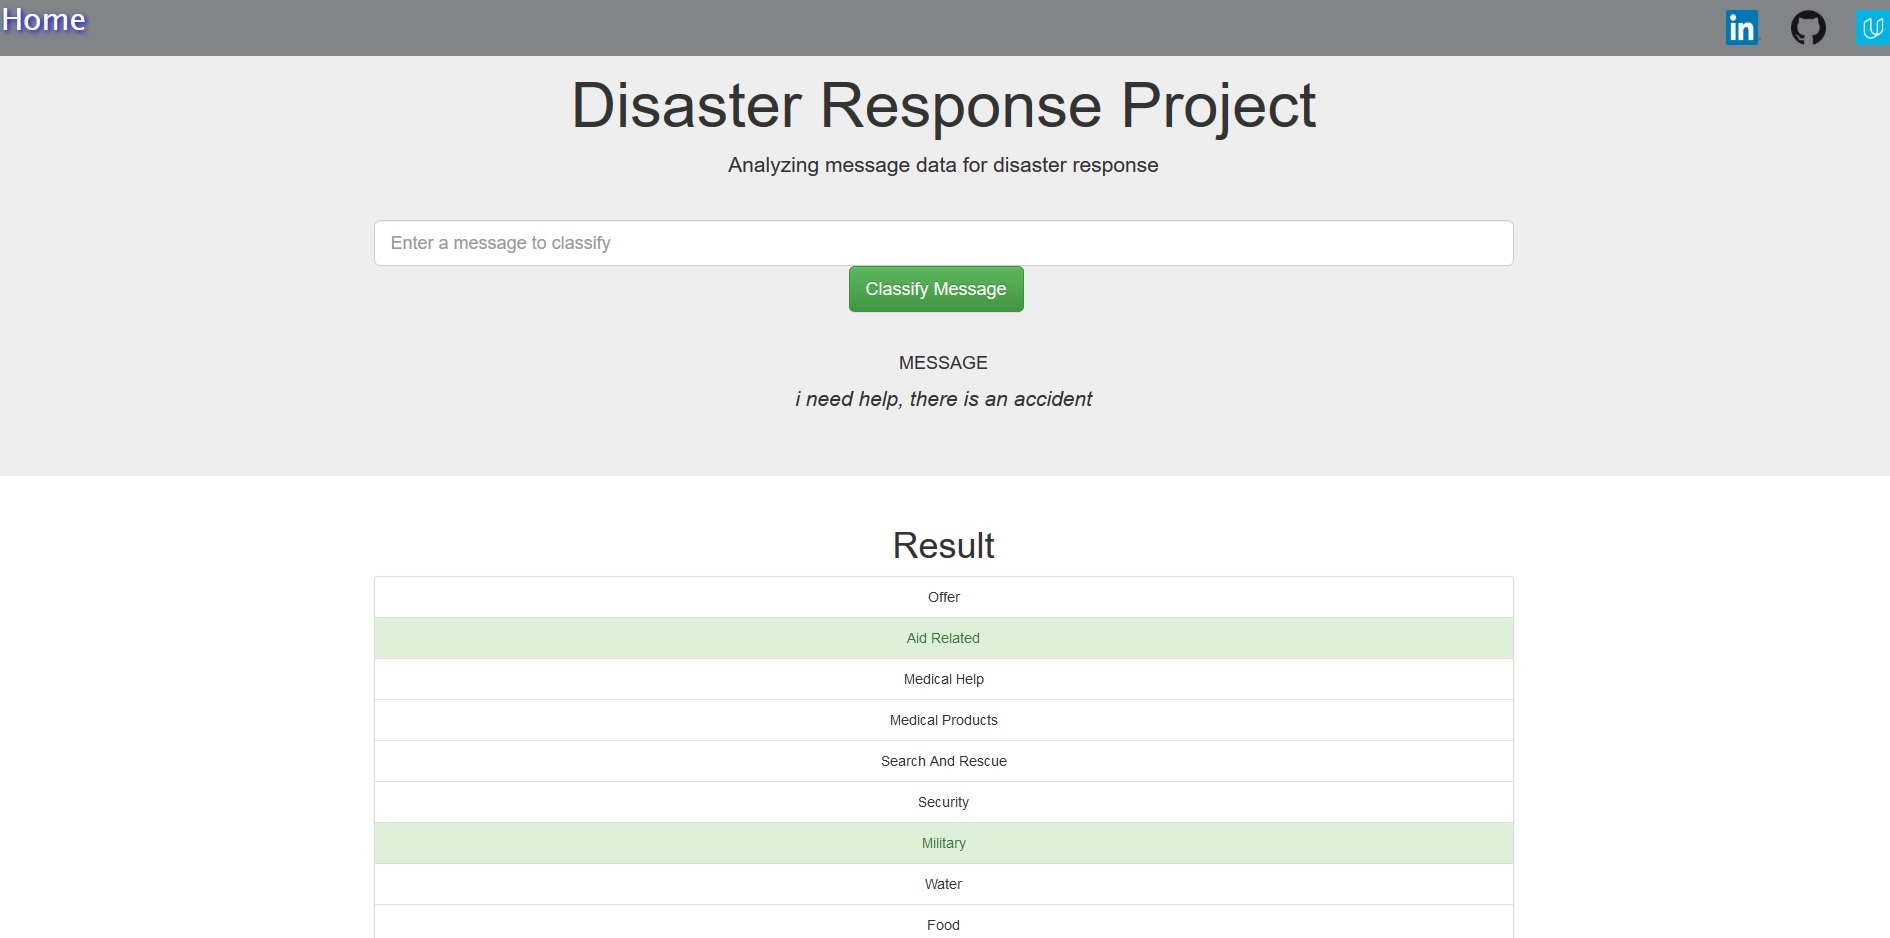 Home
in
Disaster Response Project
Analyzing message data for disaster response
Enter a message to classify
Classify Message
MESSAGE
i need help, there is an accident
Result
Offer
Aid Related
Medical Help
Medical Products
Search And Rescue
Security
Military
Water
Food